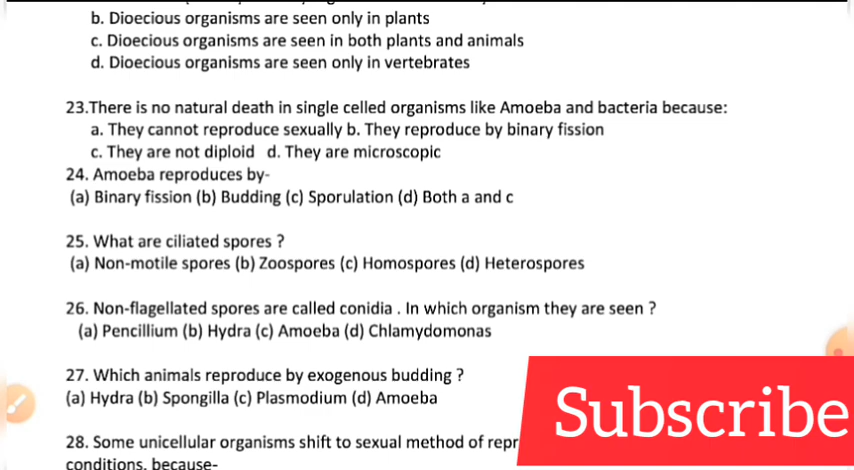 b. Dioecious organisms are seen only in plants
c. Dioecious organisms are seen in both plants and animals
d. Dioecious organisms are seen only in vertebrates
23.There is no natural death in single celled organisms like Amoeba and bacteria because:
a. They cannot reproduce sexually b. They reproduce by binary fission
c. They are not diploid d. They are microscopic
24. Amoeba reproduces by-
(a) Binary fission (b) Budding (c) Sporulation (d) Both a and c
25. What are ciliated spores ?
(a) Non-motile spores (b) Zoospores (c) Homospores (d) Heterospores
26. Non-flagellated spores are called conidia . In which organism they are seen ?
(a) Pencillium (b) Hydra (c) Amoeba (d) Chlamydomonas
27. Which animals reproduce by exogenous budding ?
(a) Hydra (b) Spongilla (c) Plasmodium (d) Amoeba
28. Some unicellular organisms shift to sexual method of repr
conditions, because-
Subscribe